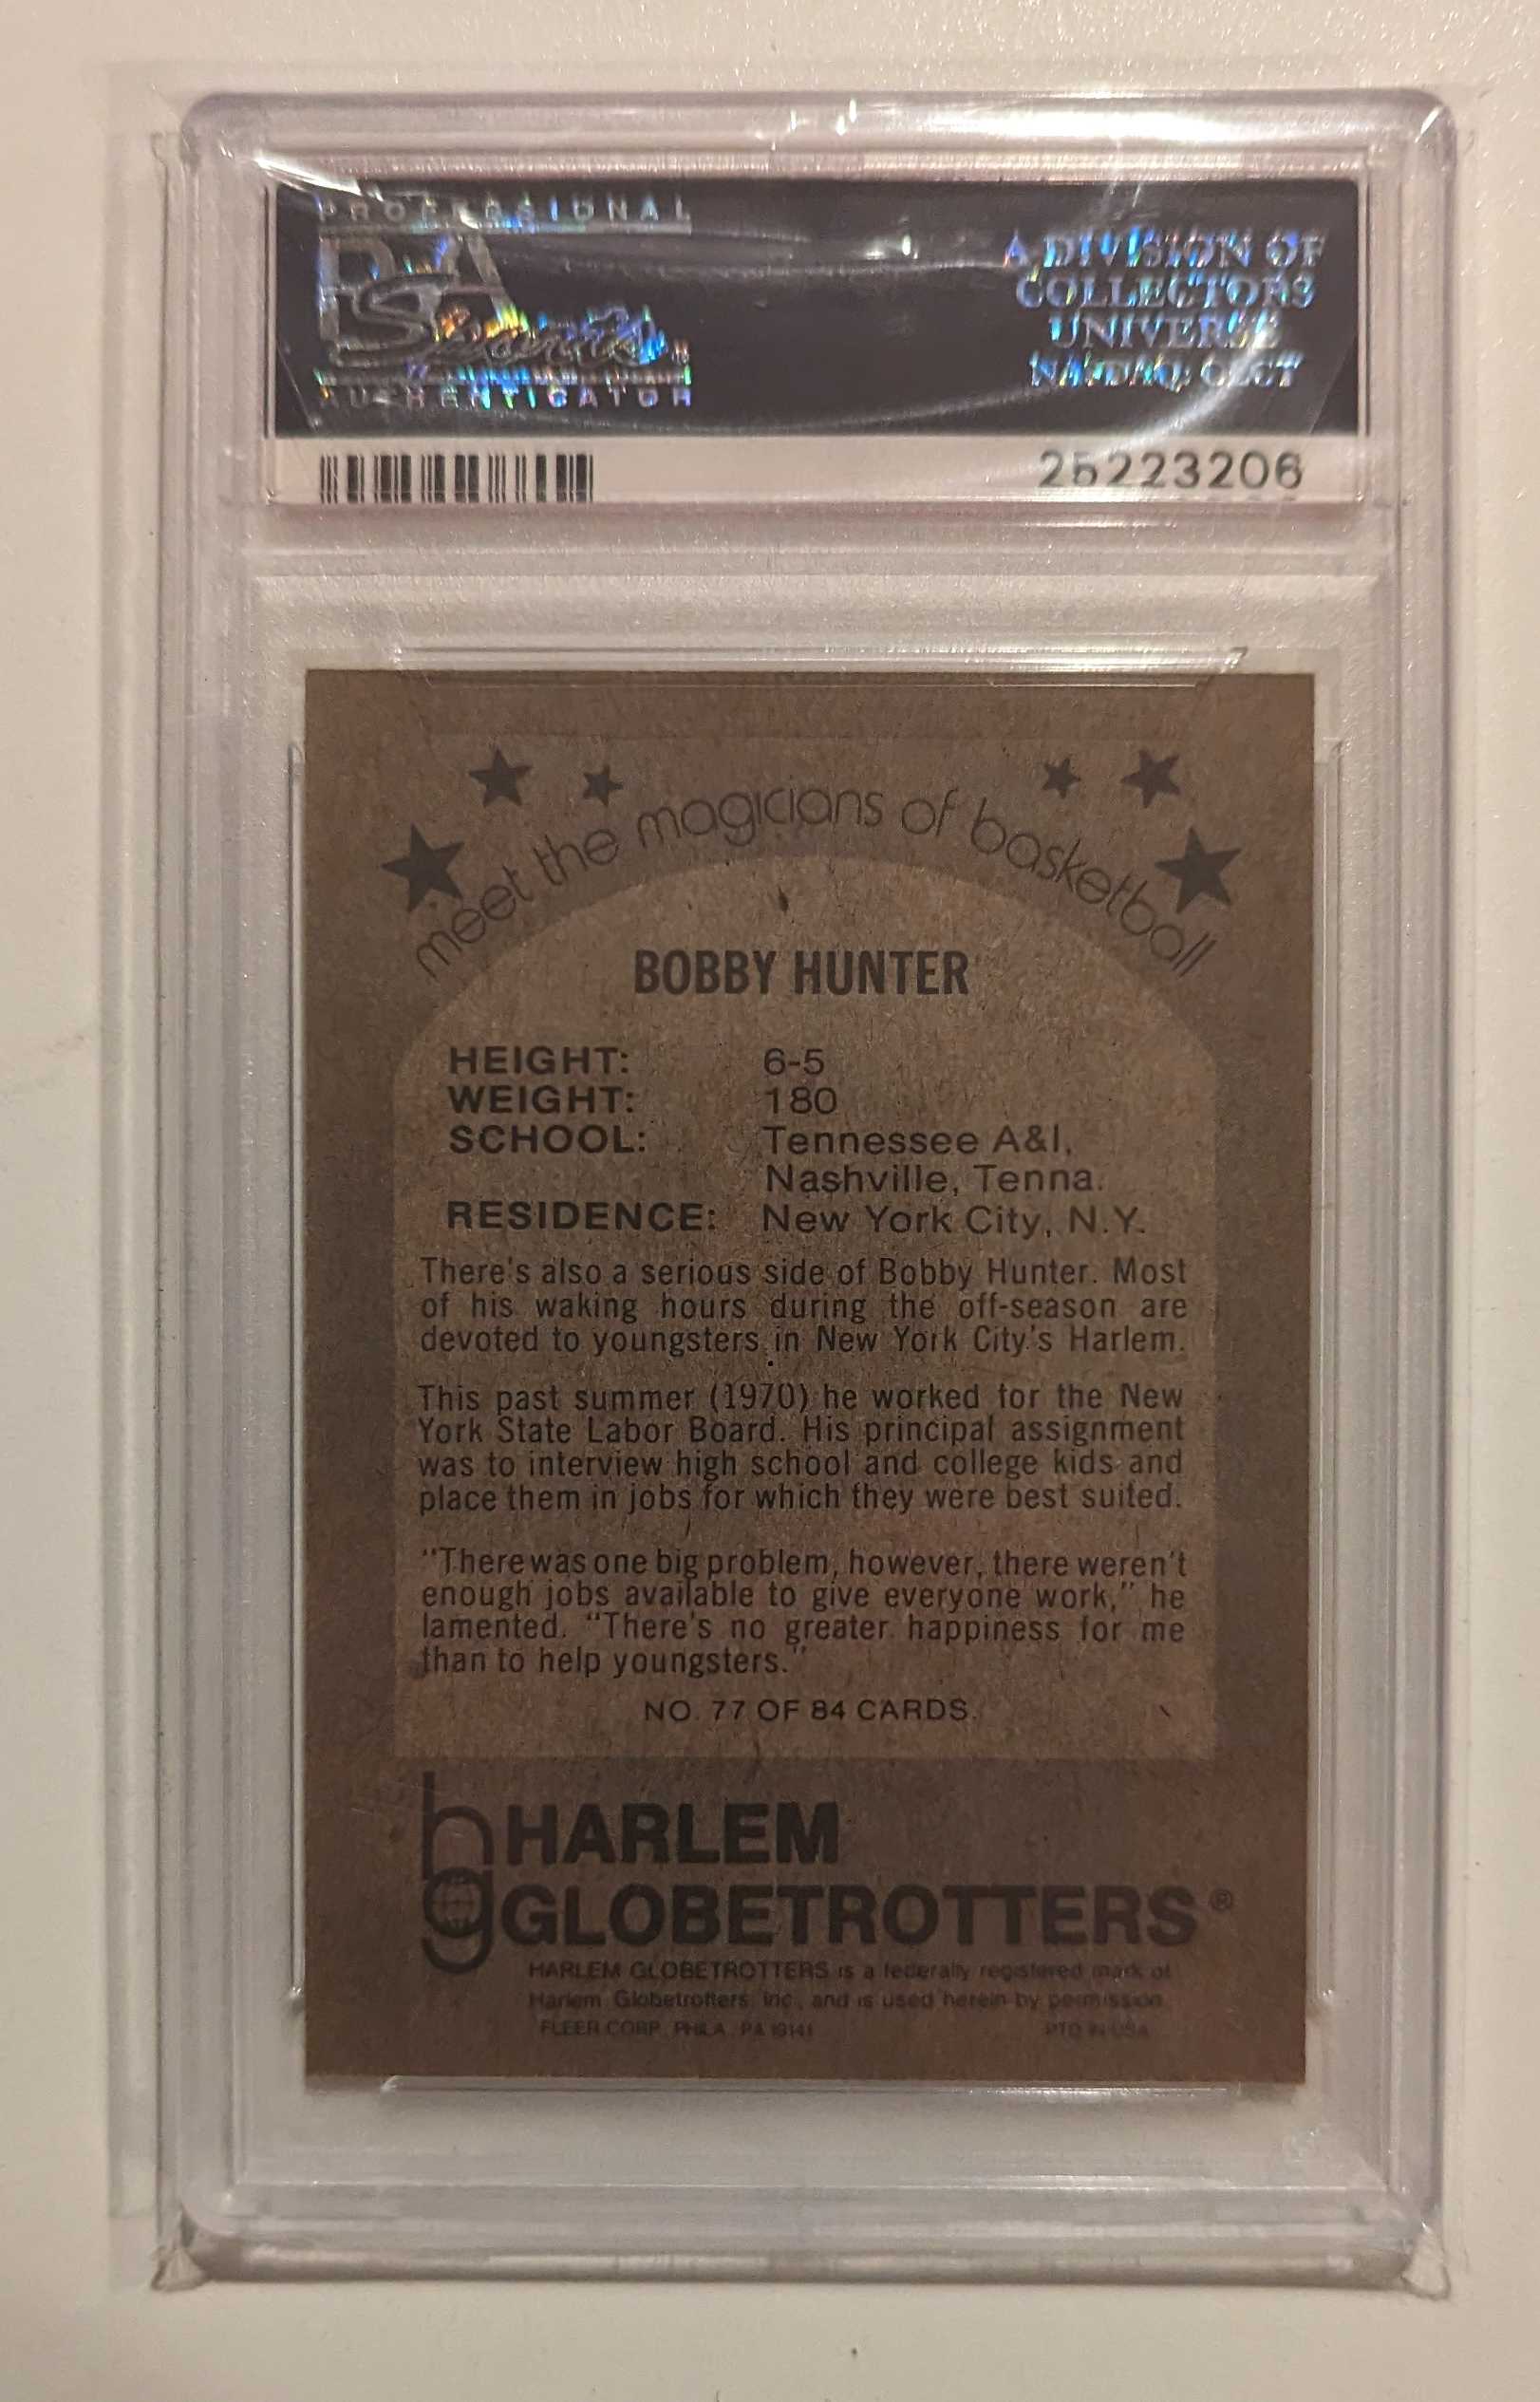 PROFESSIONAL
PSA
Sports®
AUTHENTICATOR
A DIVISION OF
COLLECTORS
UNIVERSE
NASDAQ: CLCT
25223206
meet the magicians of basketball
BOBBY HUNTER
HEIGHT: 6-5
WEIGHT: 180
SCHOOL: Tennessee A&I,
Nashville, Tenna.
RESIDENCE: New York City, N.Y.
There's also a serious side of Bobby Hunter. Most
of his waking hours during the off-season are
devoted to youngsters in New York City's Harlem.
This past summer (1970) he worked for the New
York State Labor Board. His principal assignment
was to interview high school and college kids and
place them in jobs for which they were best suited.
"There was one big problem, however, there weren't
enough jobs available to give everyone work," he
lamented. "There's no greater happiness for me
than to help youngsters."
NO. 77 OF 84 CARDS.
hg HARLEM
GLOBETROTTERS®
HARLEM GLOBETROTTERS is a federally registered mark of
Harlem Globetrotters, Inc., and is used herein by permission.
FLEER CORP. PHILA. PA 19141 PTD IN USA